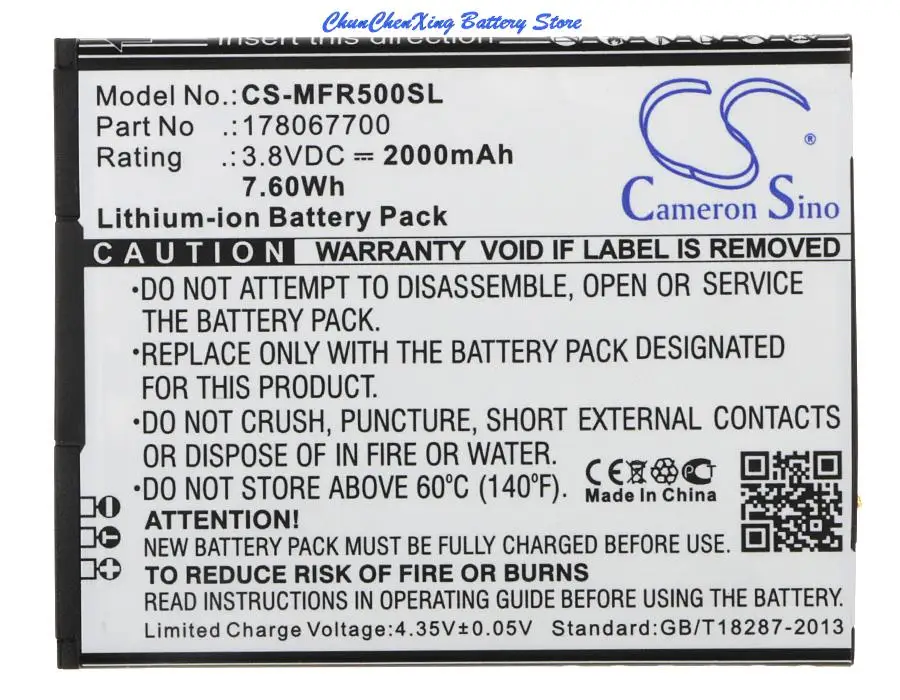 ChunChenXing Battery Store
Insert this direction
Model No.: CS-MFR500SL
Part No .: 178067700
Rating .: 3.8VDC ⎓ 2000mAh
7.60Wh
Lithium-ion Battery Pack
Cameron Sino
®
CAUTION WARRANTY VOID IF LABEL IS REMOVED
•DO NOT ATTEMPT TO DISASSEMBLE, OPEN OR SERVICE
THE BATTERY PACK.
•REPLACE ONLY WITH THE BATTERY PACK DESIGNATED
FOR THIS PRODUCT.
•DO NOT CRUSH, PUNCTURE, SHORT EXTERNAL CONTACTS
OR DISPOSE OF IN FIRE OR WATER.
•DO NOT STORE ABOVE 60°C (140°F).
Made In China
ATTENTION!
NEW BATTERY PACK MUST BE FULLY CHARGED BEFORE USE.
TO REDUCE RISK OF FIRE OR BURNS
READ INSTRUCTIONS IN OPERATING GUIDE BEFORE USING THE BATTERY.
Limited Charge Voltage:4.35V±0.05V Standard:GB/T18287-2013